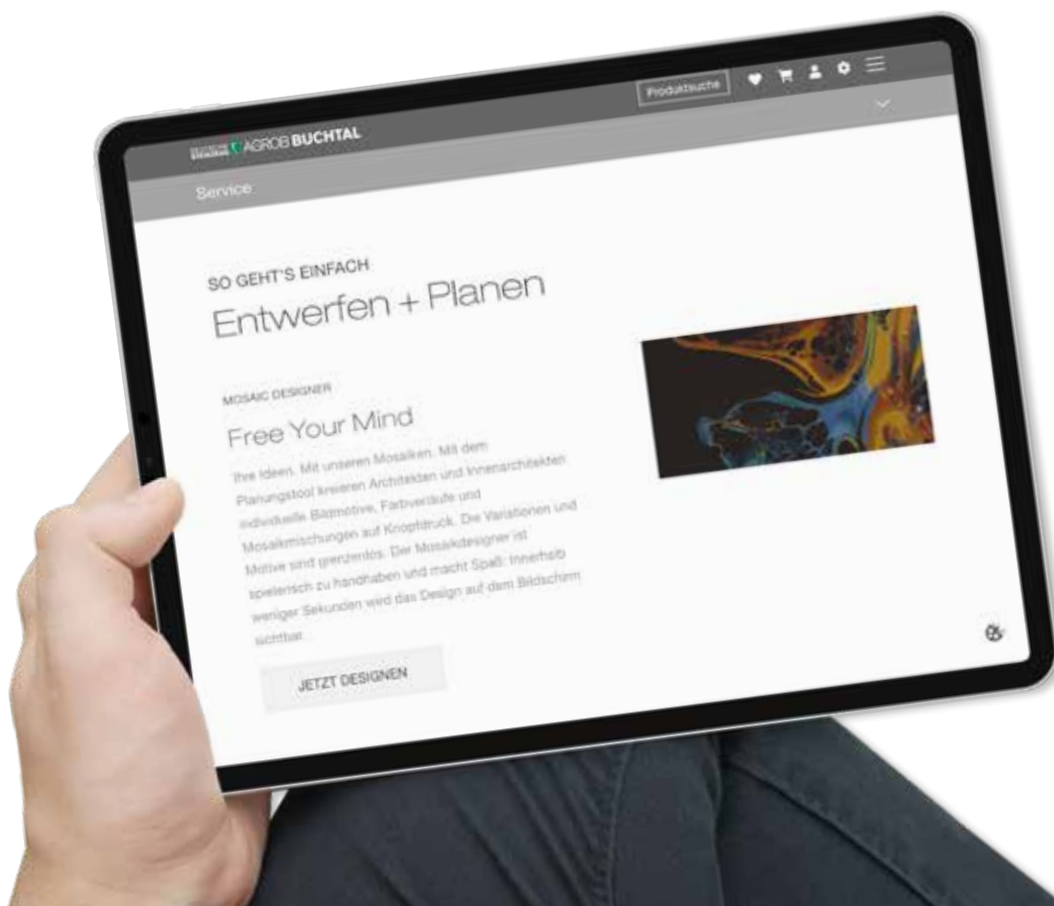 Produktsuche
DEUTSCHE STEINZEUG AGROB BUCHTAL
Service
SO GEHT'S EINFACH
Entwerfen + Planen
MOSAIC DESIGNER
Free Your Mind
Ihre Ideen. Mit unseren Mosaiken. Mit dem
Planungstool kreieren Architekten und Innenarchitekten
individuelle Bildmotive, Farbverläufe und
Mosaikmischungen auf Knopfdruck. Die Variationen und
Motive sind grenzenlos. Der Mosaikdesigner ist
spielerisch zu handhaben und macht Spaß: Innerhalb
weniger Sekunden wird das Design auf dem Bildschirm
sichtbar.
JETZT DESIGNEN